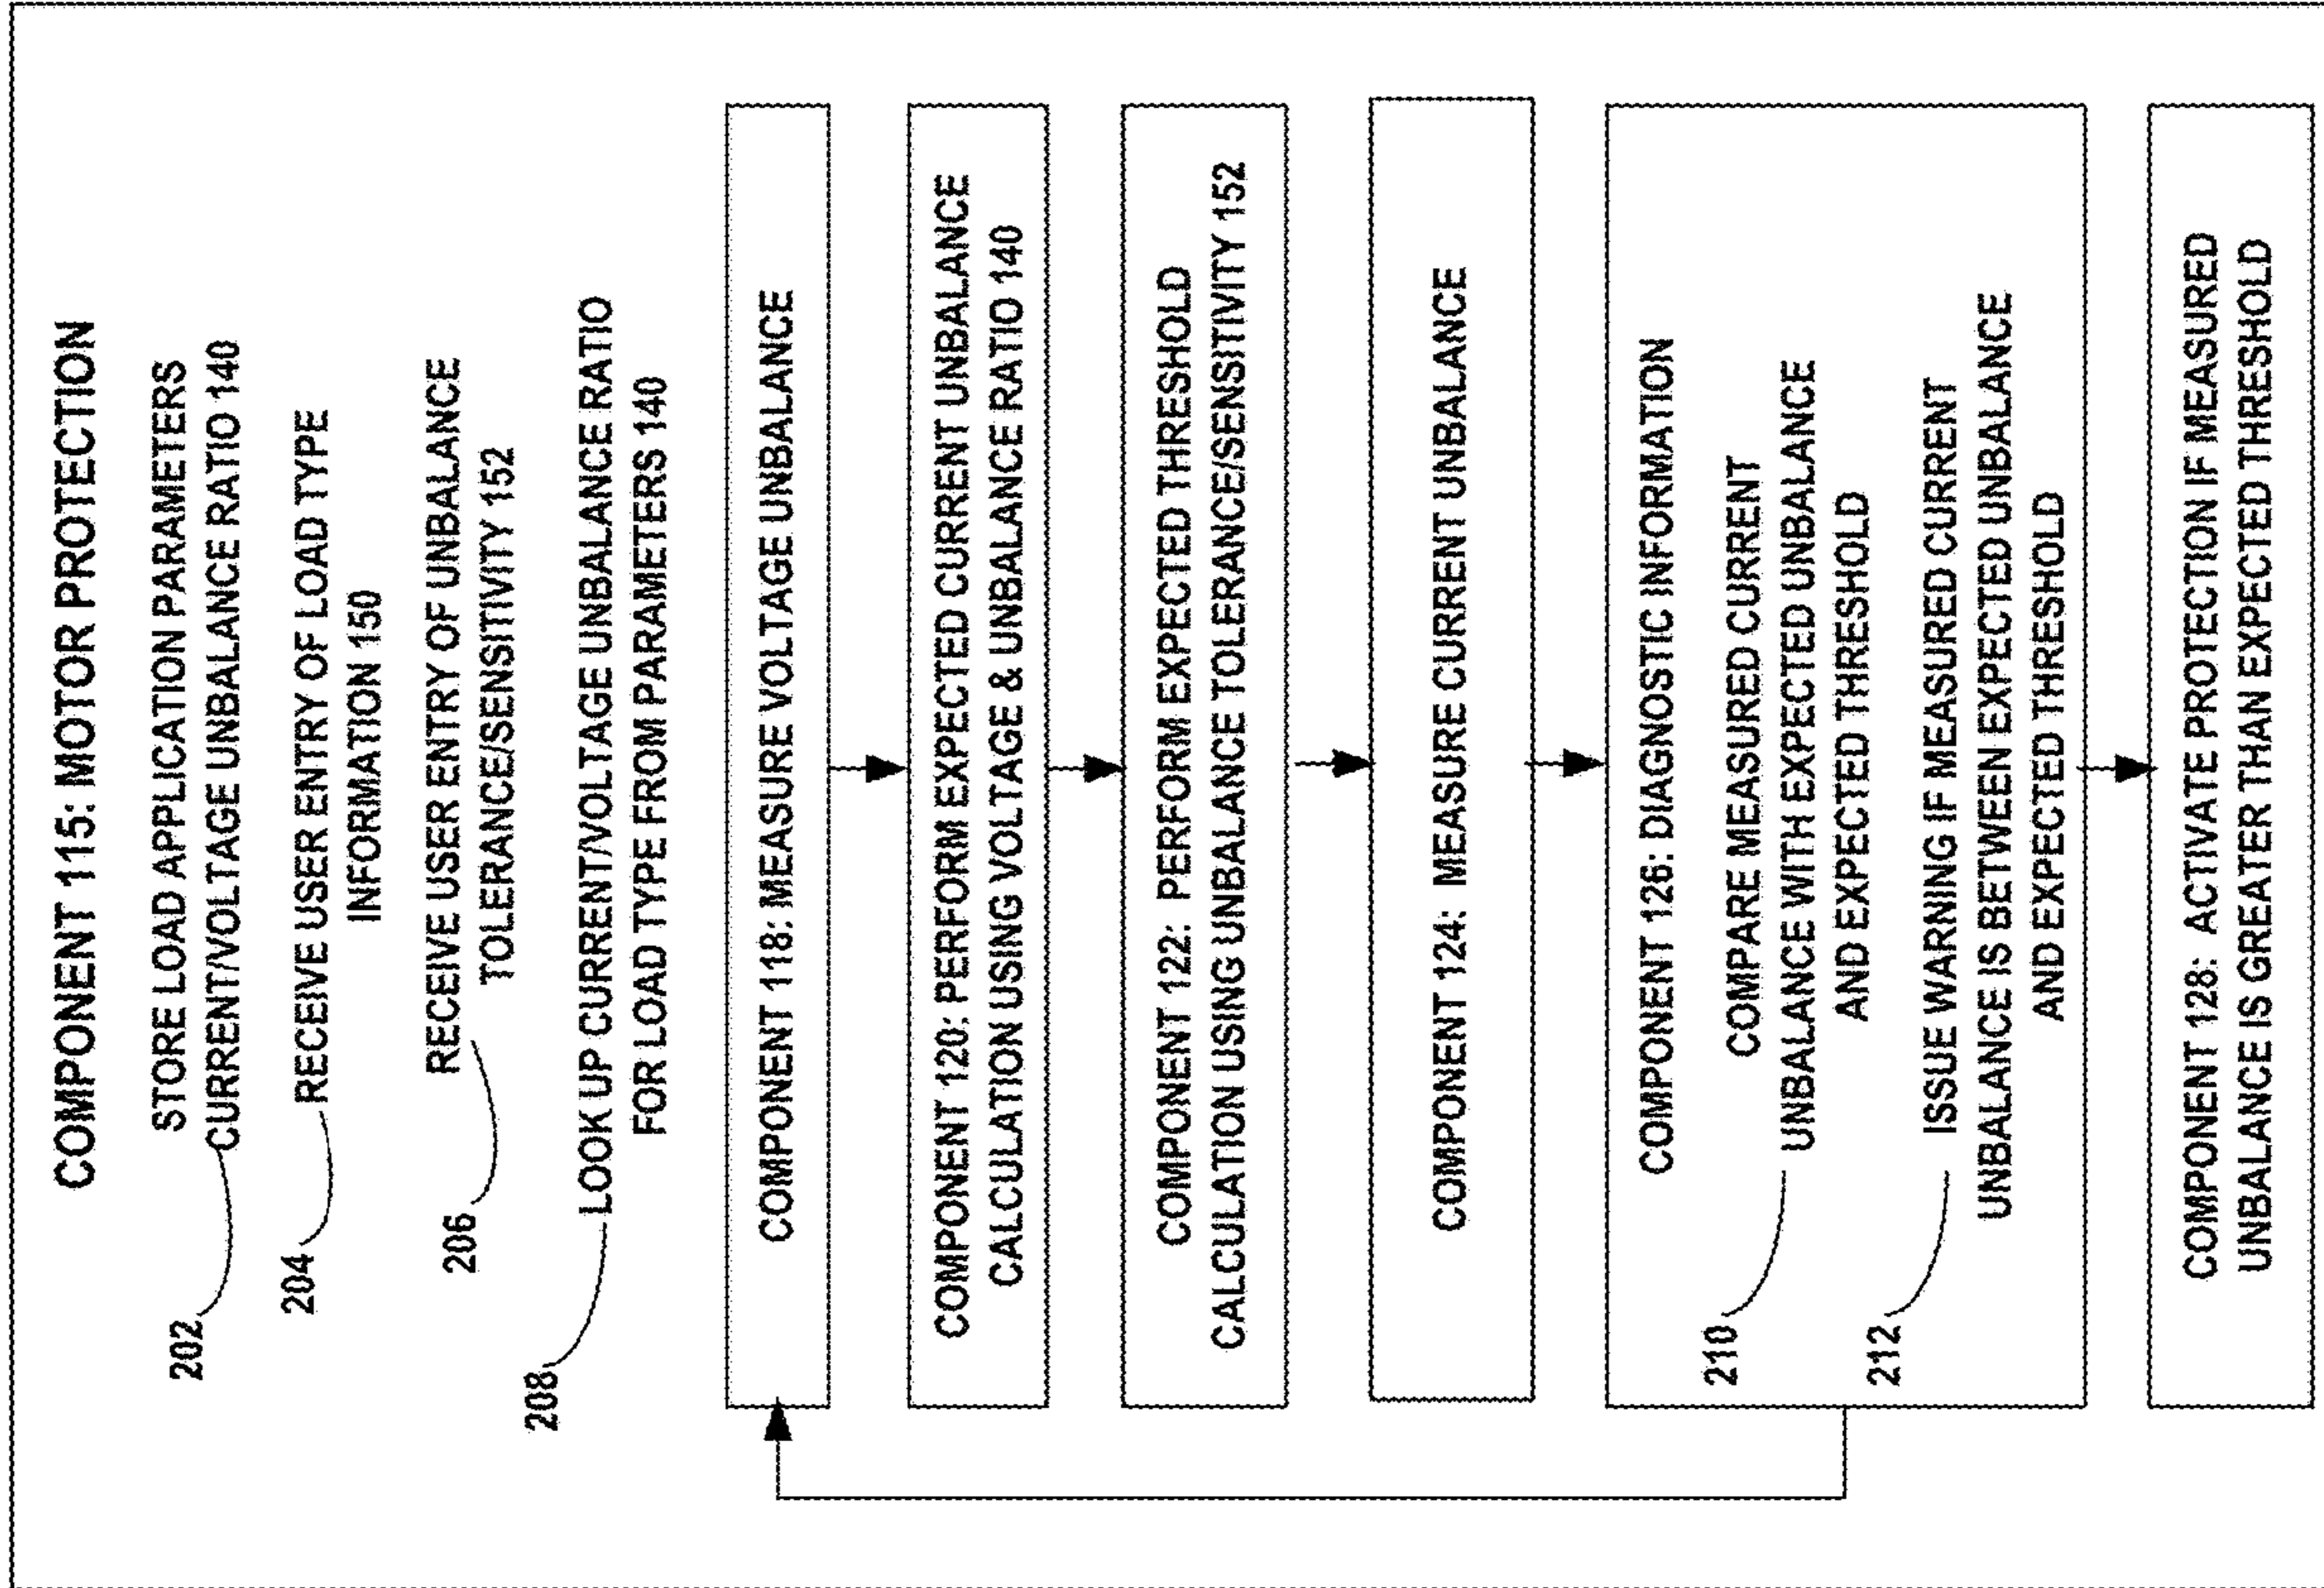 COMPONENT 115: MOTOR PROTECTION
202
STORE LOAD APPLICATION PARAMETERS
CURRENT/VOLTAGE UNBALANCE RATIO 140
204
RECEIVE USER ENTRY OF LOAD TYPE
INFORMATION 150
206
RECEIVE USER ENTRY OF UNBALANCE
TOLERANCE/SENSITIVITY 152
208
LOOK UP CURRENT/VOLTAGE UNBALANCE RATIO
FOR LOAD TYPE FROM PARAMETERS 140
COMPONENT 118: MEASURE VOLTAGE UNBALANCE
COMPONENT 120: PERFORM EXPECTED CURRENT UNBALANCE
CALCULATION USING VOLTAGE & UNBALANCE RATIO 140
COMPONENT 122: PERFORM EXPECTED THRESHOLD
CALCULATION USING UNBALANCE TOLERANCE/SENSITIVITY 152
COMPONENT 124: MEASURE CURRENT UNBALANCE
COMPONENT 126: DIAGNOSTIC INFORMATION
210
COMPARE MEASURED CURRENT
UNBALANCE WITH EXPECTED UNBALANCE
AND EXPECTED THRESHOLD
212
ISSUE WARNING IF MEASURED CURRENT
UNBALANCE IS BETWEEN EXPECTED UNBALANCE
AND EXPECTED THRESHOLD
COMPONENT 128: ACTIVATE PROTECTION IF MEASURED
UNBALANCE IS GREATER THAN EXPECTED THRESHOLD